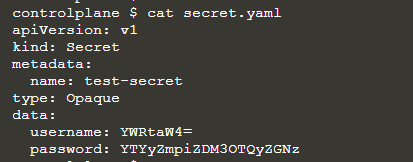 controlplane $ cat secret.yaml
apiVersion: v1
kind: Secret
metadata:
  name: test-secret
type: Opaque
data:
  username: YWRtaW4=
  password: YTYyZmpiZDM3OTQyZGNz